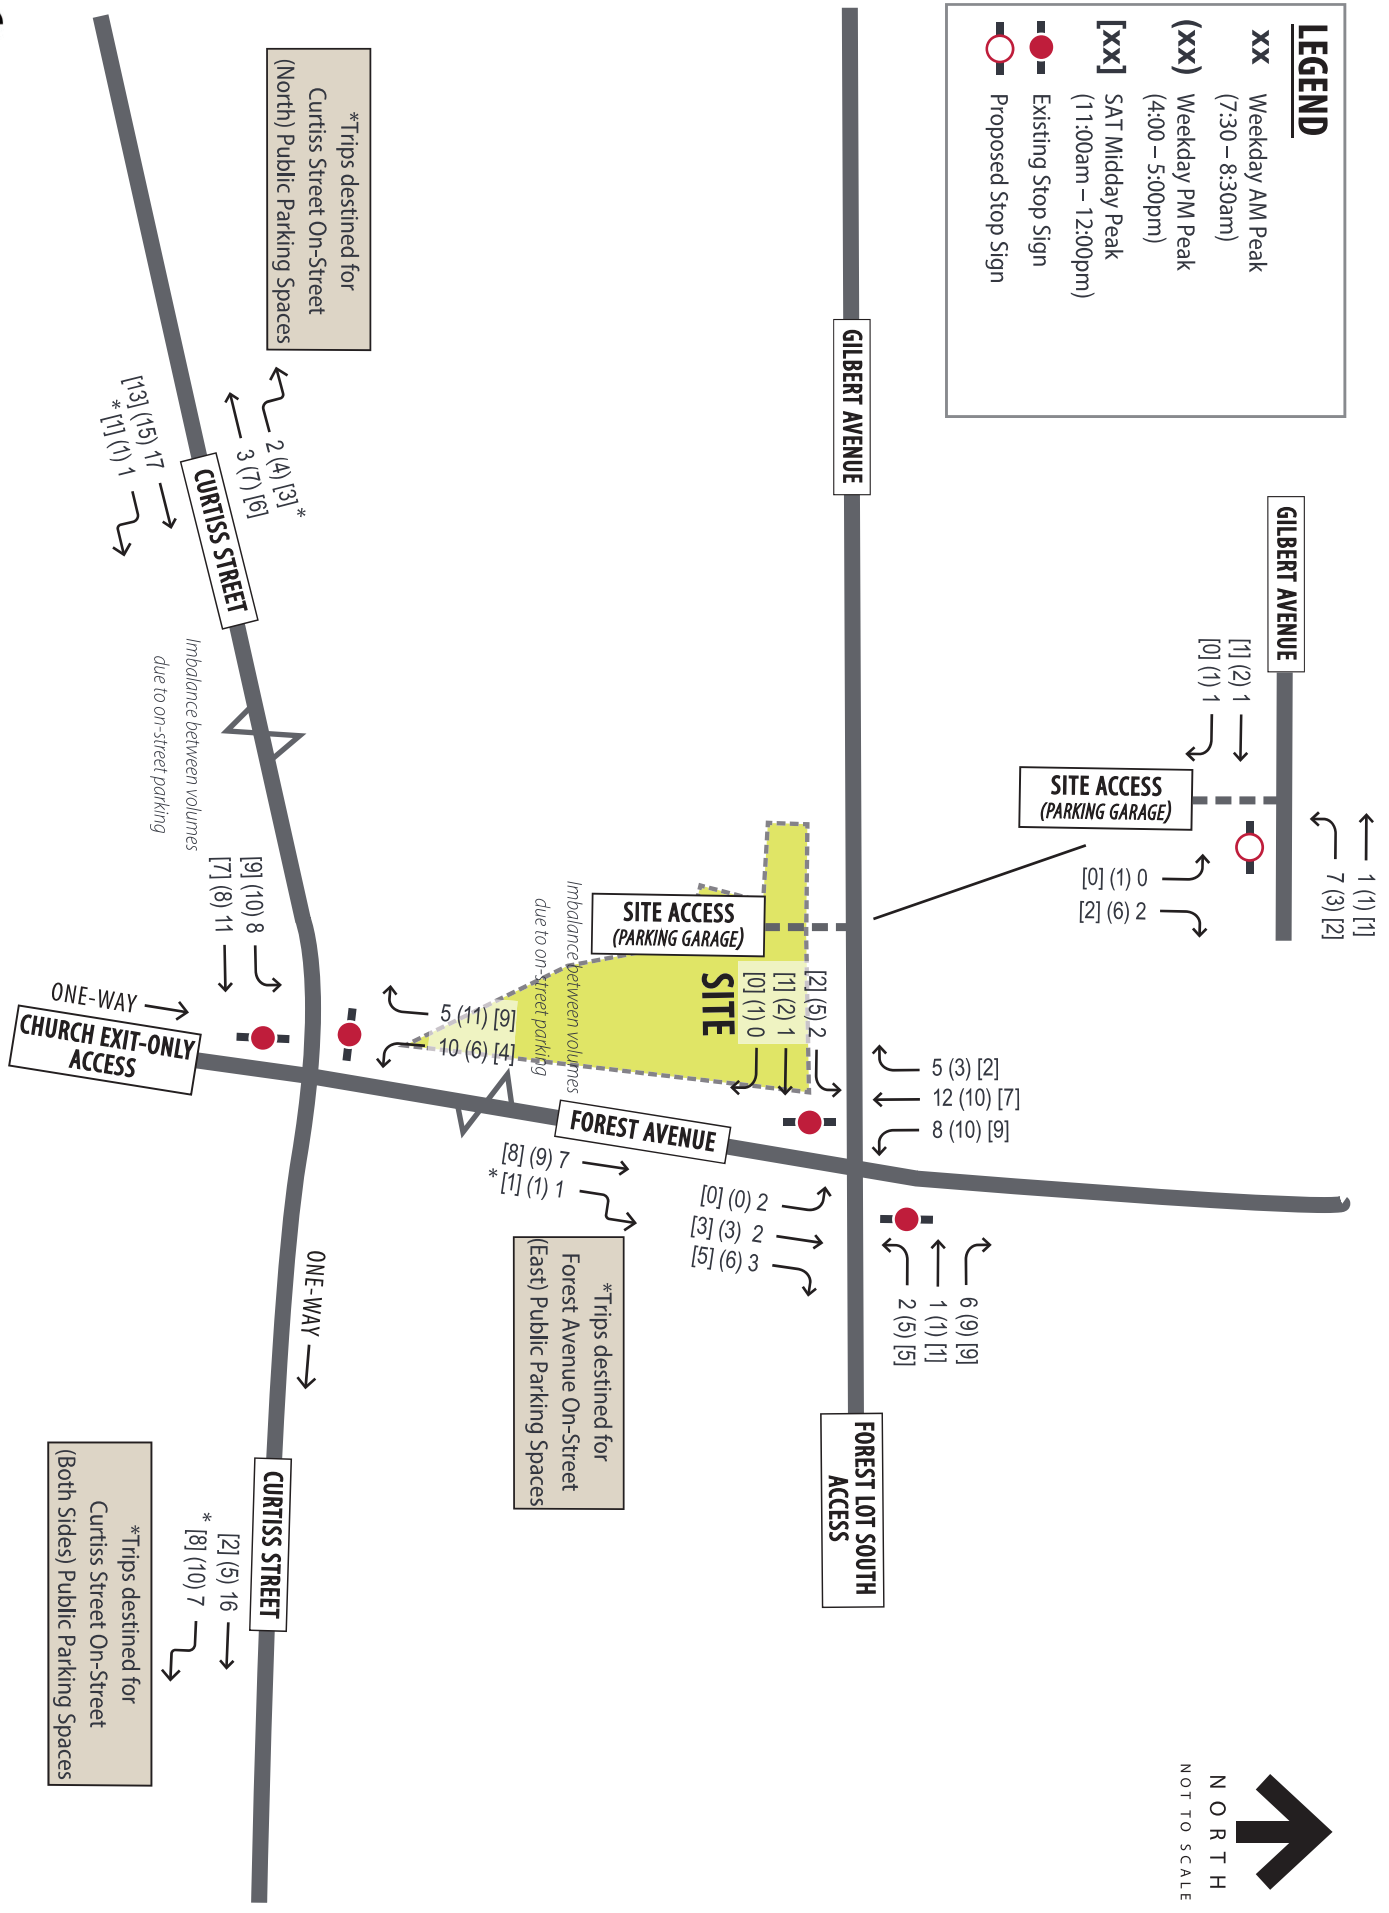 LEGEND
xx Weekday AM Peak
(7:30 – 8:30am)
(xx) Weekday PM Peak
(4:00 – 5:00pm)
[xx] SAT Midday Peak
(11:00am – 12:00pm)
Existing Stop Sign
Proposed Stop Sign
GILBERT AVENUE
1 (1) [1]
7 (3) [2]
[1] (2) 1
[0] (1) 1
SITE ACCESS
(PARKING GARAGE)
[0] (1) 0
[2] (6) 2
NORTH
NOT TO SCALE
GILBERT AVENUE
5 (3) [2]
12 (10) [7]
8 (10) [9]
6 (9) [9]
1 (1) [1]
2 (5) [5]
[2] (5) 2
[1] (2) 1
[0] (1) 0
SITE
SITE ACCESS
(PARKING GARAGE)
FOREST LOT SOUTH
ACCESS
[0] (0) 2
[3] (3) 2
[5] (6) 3
FOREST AVENUE
Imbalance between volumes
due to on-street parking
[8] (9) 7
* [1] (1) 1
*Trips destined for
Forest Avenue On-Street
(East) Public Parking Spaces
*Trips destined for
Curtiss Street On-Street
(North) Public Parking Spaces
2 (4) [3] *
3 (7) [6]
[13] (15) 17
* [1] (1) 1
CURTISS STREET
Imbalance between volumes
due to on-street parking
5 (11) [9]
10 (6) [4]
[9] (10) 8
[7] (8) 11
ONE-WAY
CHURCH EXIT-ONLY
ACCESS
ONE-WAY
CURTISS STREET
[2] (5) 16
* [8] (10) 7
*Trips destined for
Curtiss Street On-Street
(Both Sides) Public Parking Spaces